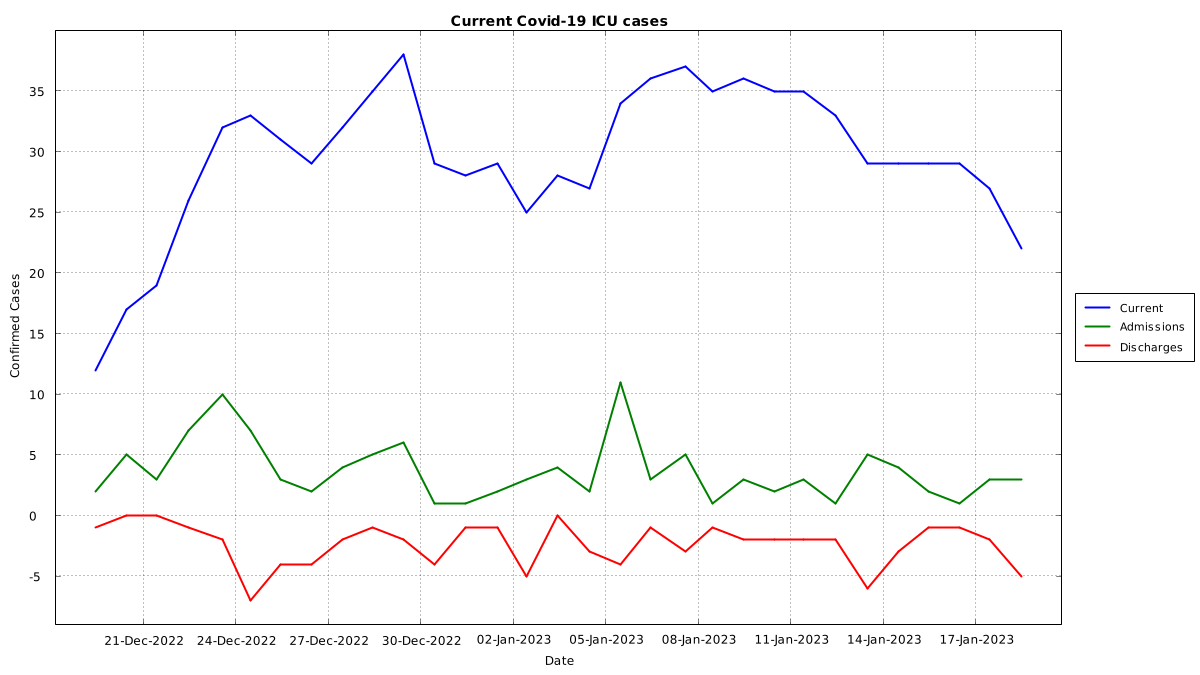 Current Covid-19 ICU cases
Confirmed Cases
35
30
25
20
15
10
5
0
-5
21-Dec-2022 24-Dec-2022 27-Dec-2022 30-Dec-2022 02-Jan-2023 05-Jan-2023 08-Jan-2023 11-Jan-2023 14-Jan-2023 17-Jan-2023
Date
Current
Admissions
Discharges